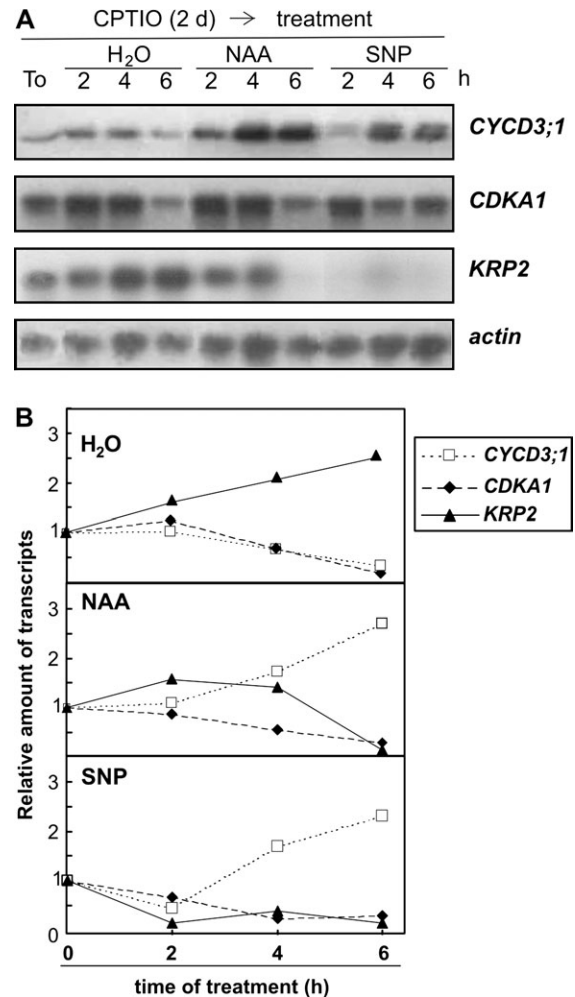 A CPTIO (2 d) → treatment
H₂O NAA SNP
To 2 4 6 2 4 6 2 4 6 h
CYCD3;1
CDKA1
KRP2
actin
B
H₂O
3
2
1
CYCD3;1
CDKA1
KRP2
NAA
3
2
1
SNP
3
2
1
0
Relative amount of transcripts
0 2 4 6
time of treatment (h)